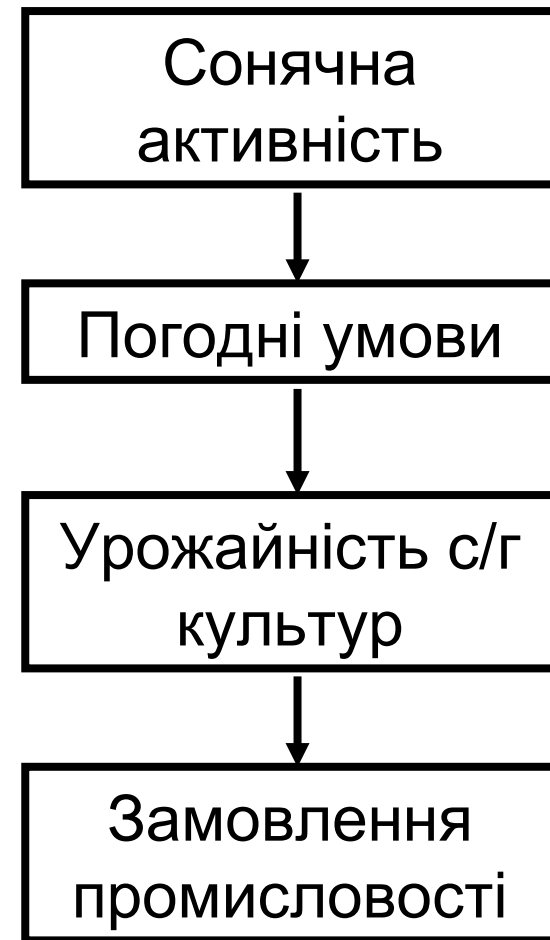 Сонячна
активність
Погодні умови
Урожайність с/г
культур
Замовлення
промисловості